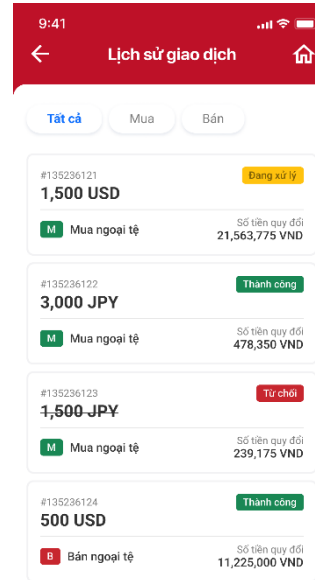 9:41
Lịch sử giao dịch
Tất cả Mua Bán
#135236121 Đang xử lý
1,500 USD
M Mua ngoại tệ Số tiền quy đổi
21,563,775 VND
#135236122 Thành công
3,000 JPY
M Mua ngoại tệ Số tiền quy đổi
478,350 VND
#135236123 Từ chối
1,500 JPY
M Mua ngoại tệ Số tiền quy đổi
239,175 VND
#135236124 Thành công
500 USD
B Bán ngoại tệ Số tiền quy đổi
11,225,000 VND